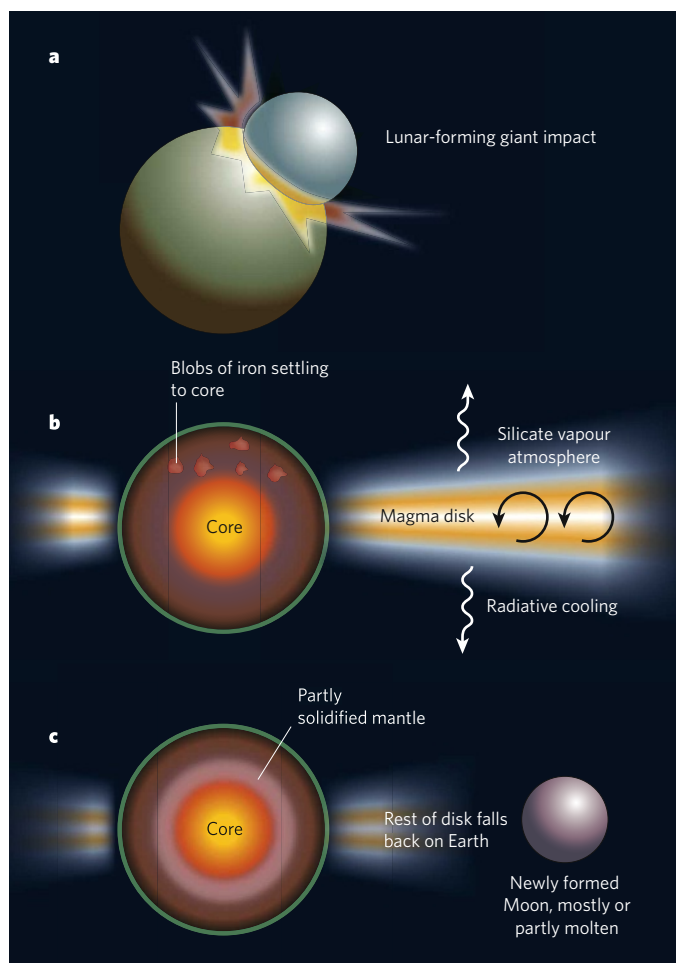 a
Lunar-forming giant impact
Blobs of iron settling
to core
b
Silicate vapour
atmosphere
Core
Magma disk
Radiative cooling
Partly
solidified mantle
c
Core
Rest of disk falls
back on Earth
Newly formed
Moon, mostly or
partly molten